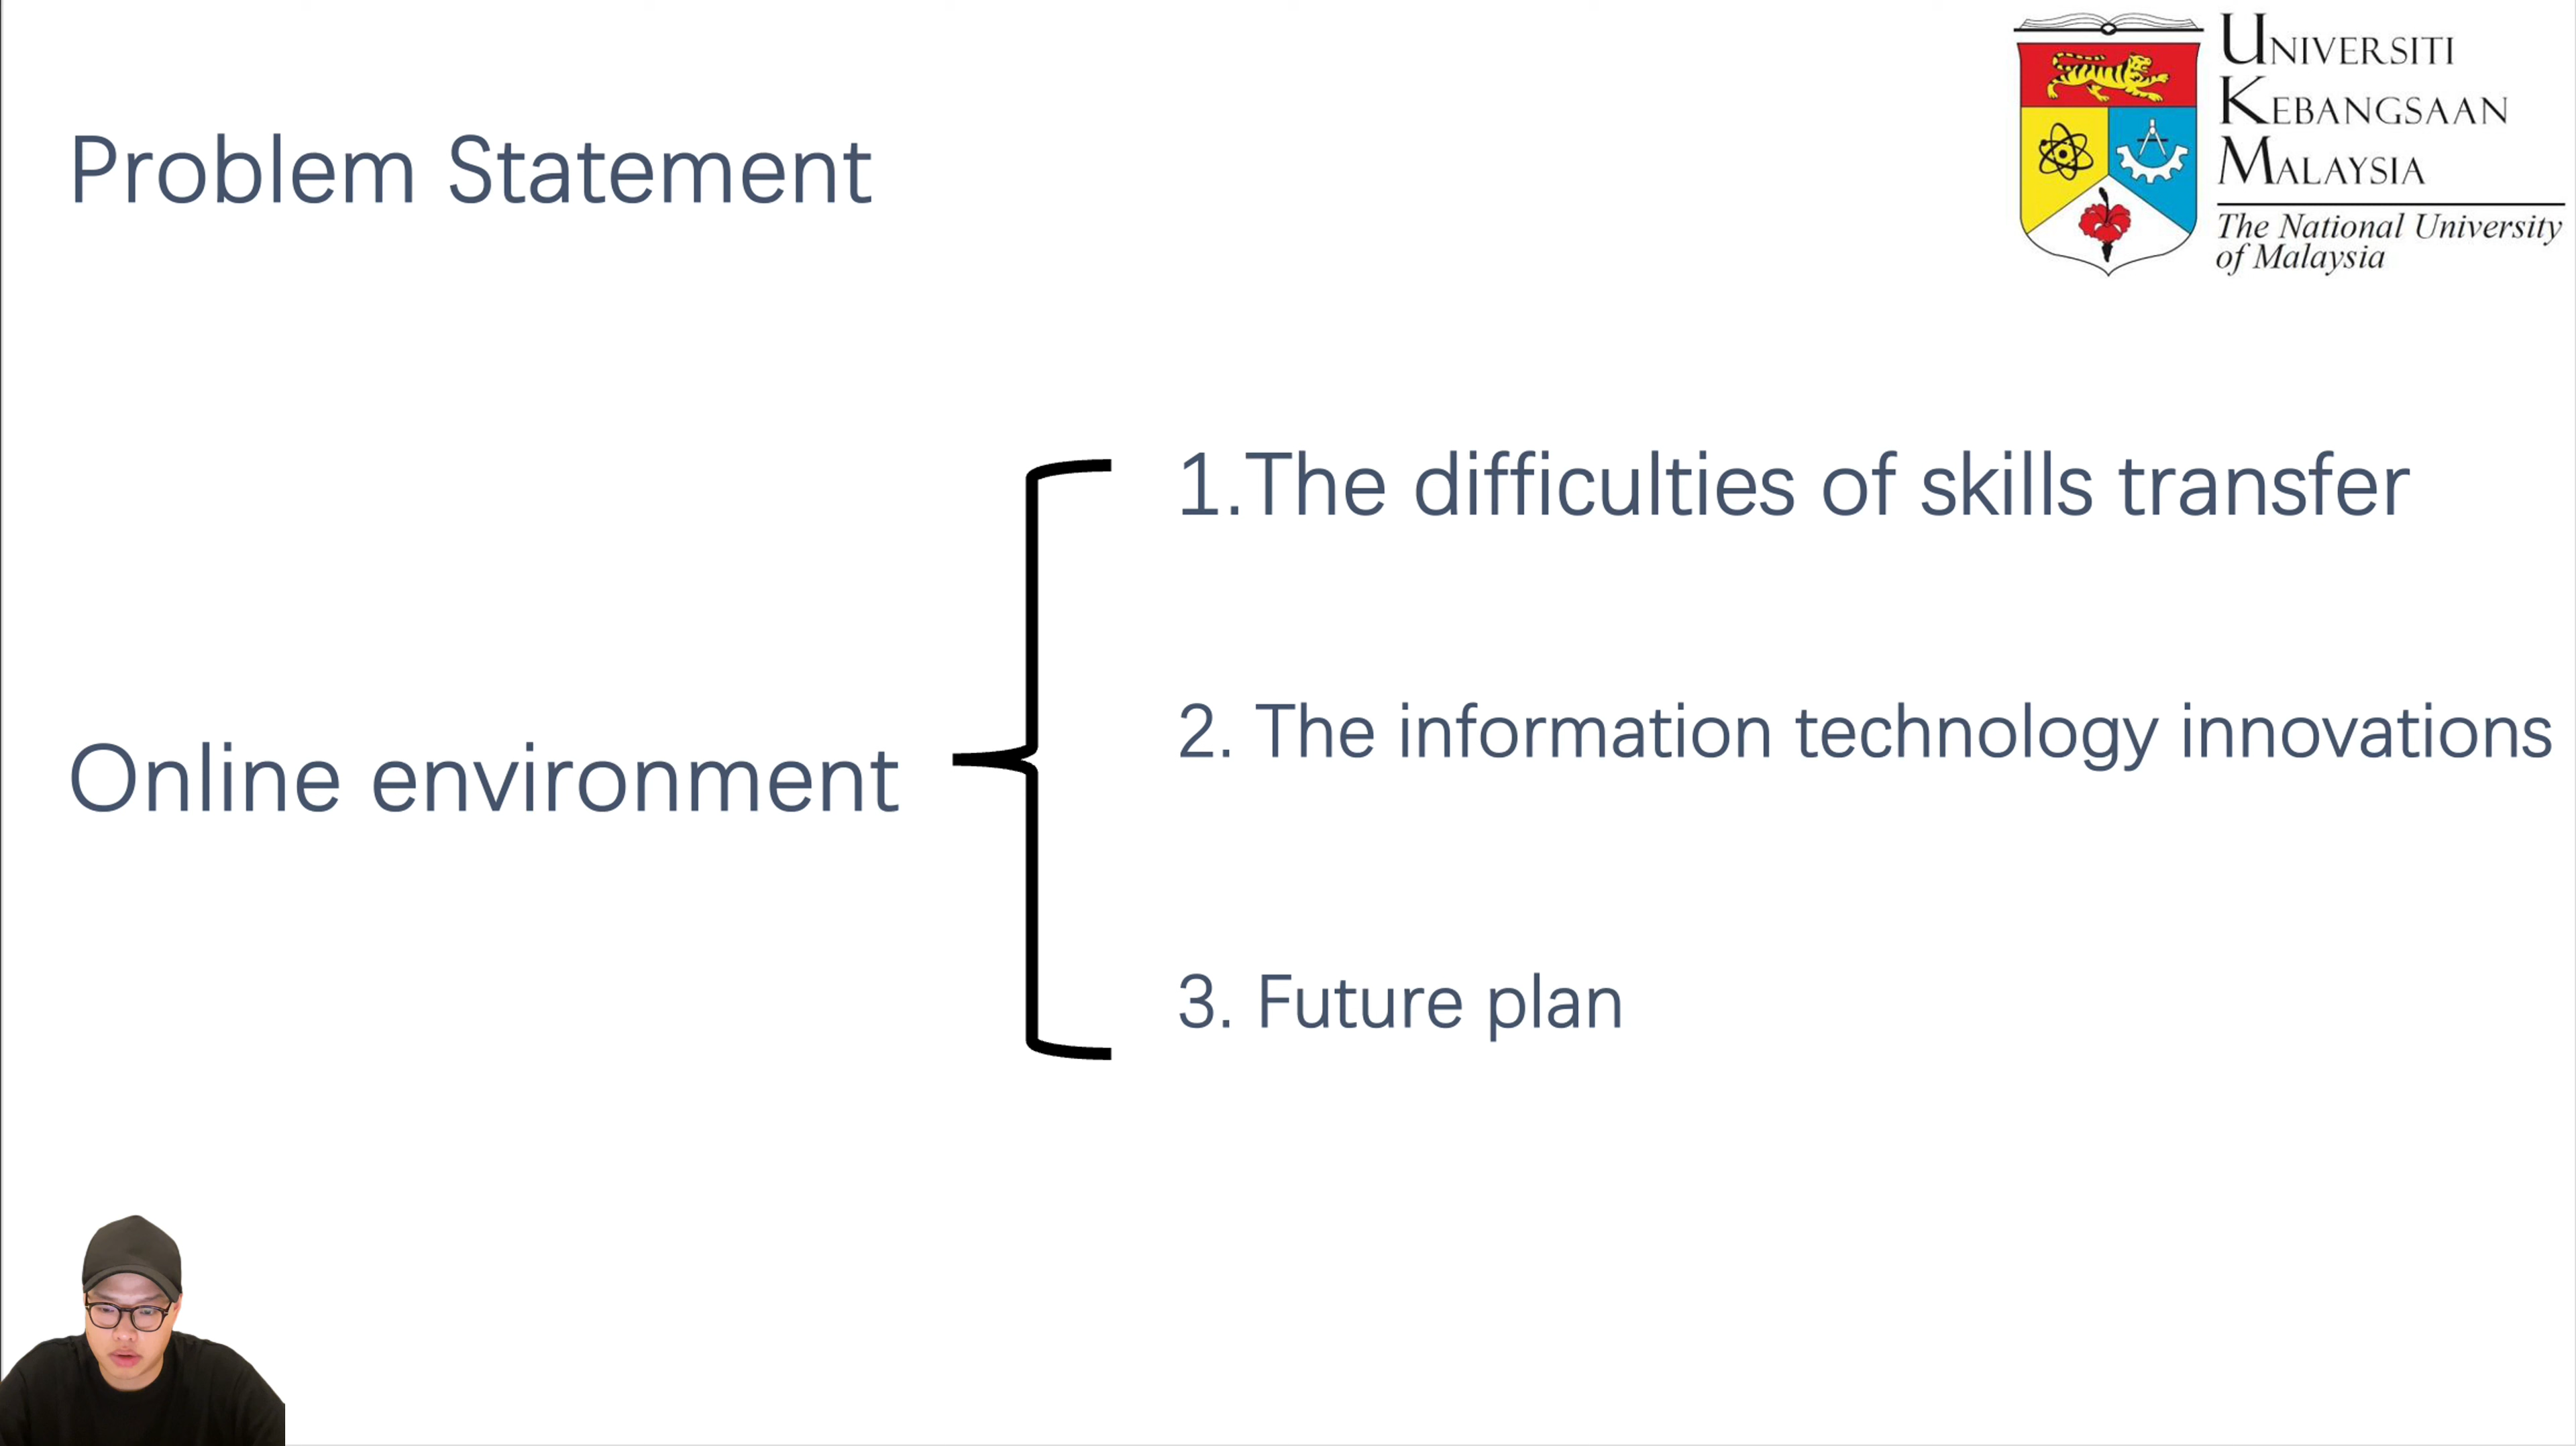 Problem Statement
UNIVERSITI
KEBANGSAAN
MALAYSIA
The National University
of Malaysia
Online environment
1.The difficulties of skills transfer
2. The information technology innovations
3. Future plan